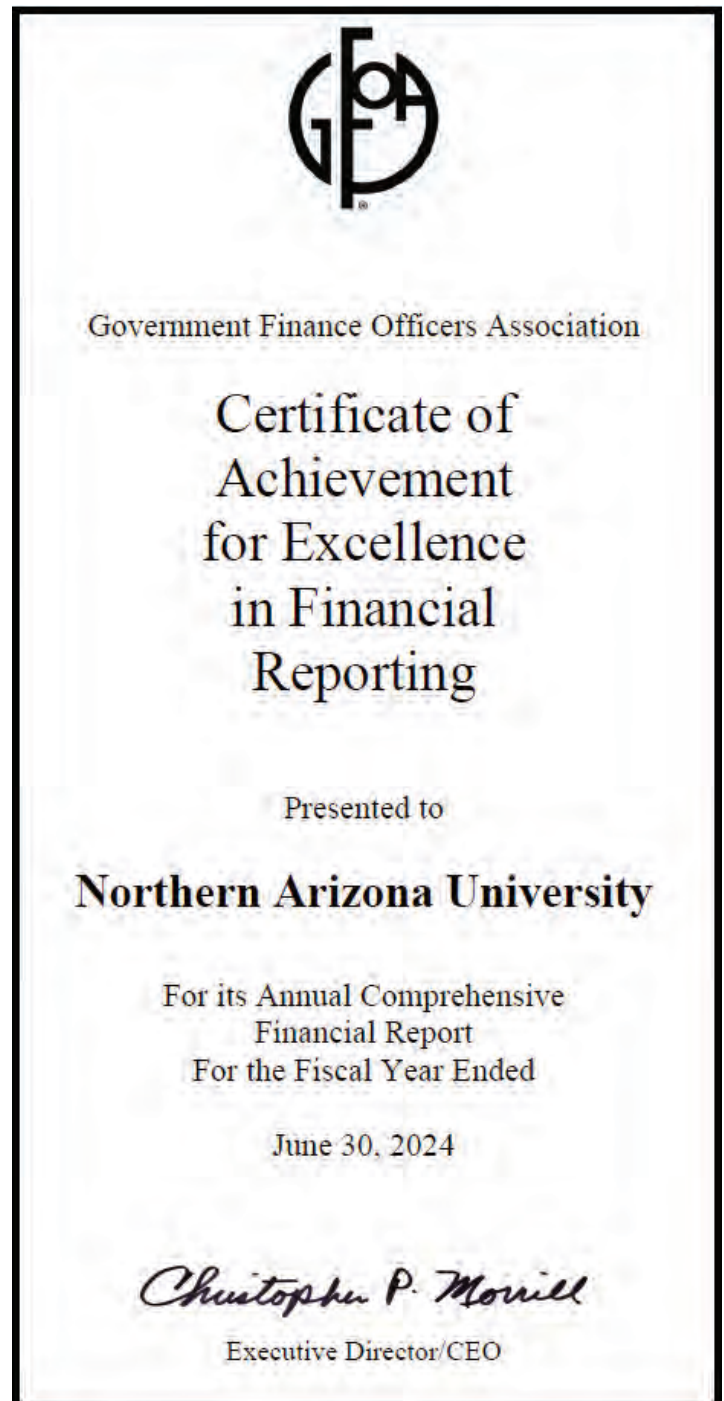 GFOA
®
Government Finance Officers Association
Certificate of
Achievement
for Excellence
in Financial
Reporting
Presented to
Northern Arizona University
For its Annual Comprehensive
Financial Report
For the Fiscal Year Ended
June 30, 2024
Christopher P. Morrill
Executive Director/CEO